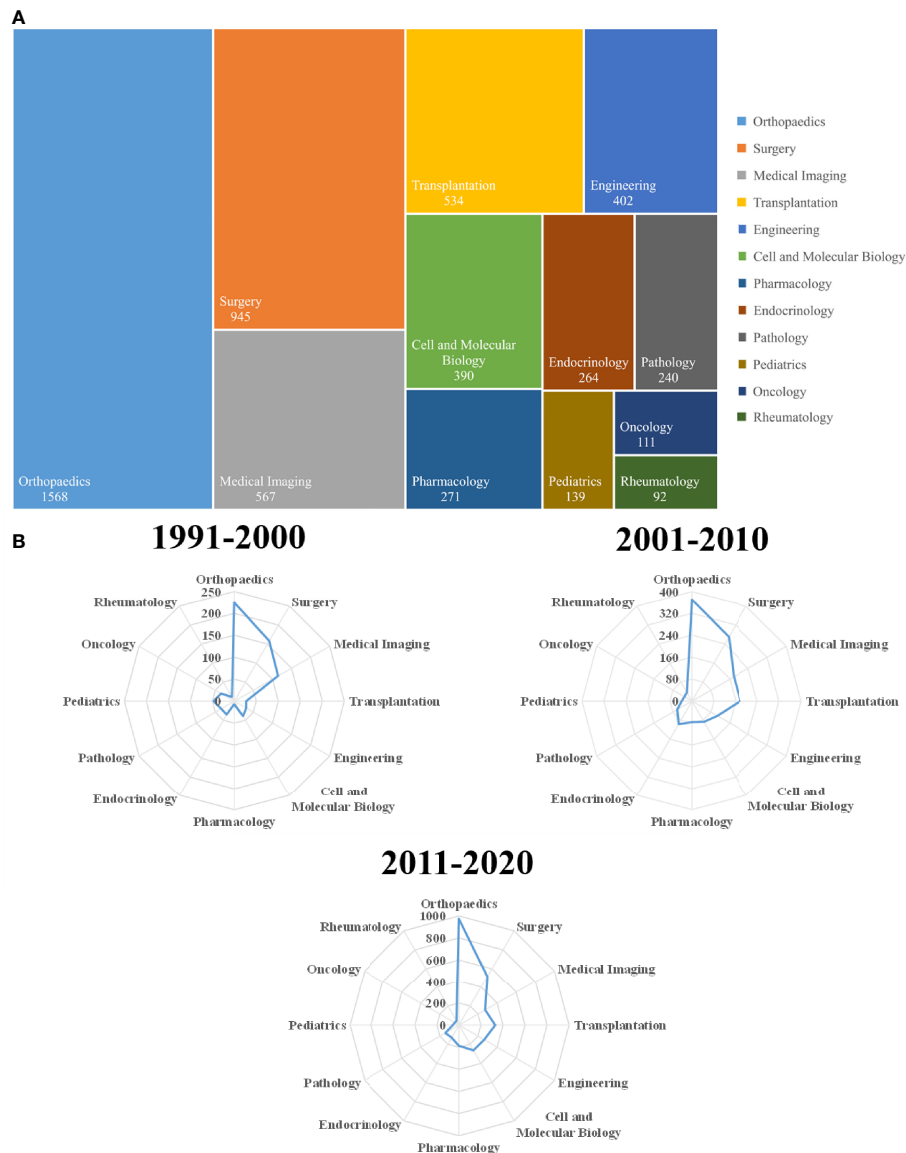 A
Orthopaedics
1568
Surgery
945
Medical Imaging
567
Transplantation
534
Engineering
402
Cell and Molecular
Biology
390
Pharmacology
271
Endocrinology
264
Pathology
240
Pediatrics
139
Oncology
111
Rheumatology
92
Orthopaedics
Surgery
Medical Imaging
Transplantation
Engineering
Cell and Molecular Biology
Pharmacology
Endocrinology
Pathology
Pediatrics
Oncology
Rheumatology
B
1991-2000
Orthopaedics
Surgery
Medical Imaging
Transplantation
Engineering
Cell and
Molecular Biology
Pharmacology
Endocrinology
Pathology
Pediatrics
Oncology
Rheumatology
250
200
150
100
50
0
2001-2010
Orthopaedics
Surgery
Medical Imaging
Transplantation
Engineering
Cell and
Molecular Biology
Pharmacology
Endocrinology
Pathology
Pediatrics
Oncology
Rheumatology
400
320
240
160
80
0
2011-2020
Orthopaedics
Surgery
Medical Imaging
Transplantation
Engineering
Cell and
Molecular Biology
Pharmacology
Endocrinology
Pathology
Pediatrics
Oncology
Rheumatology
1000
800
600
400
200
0